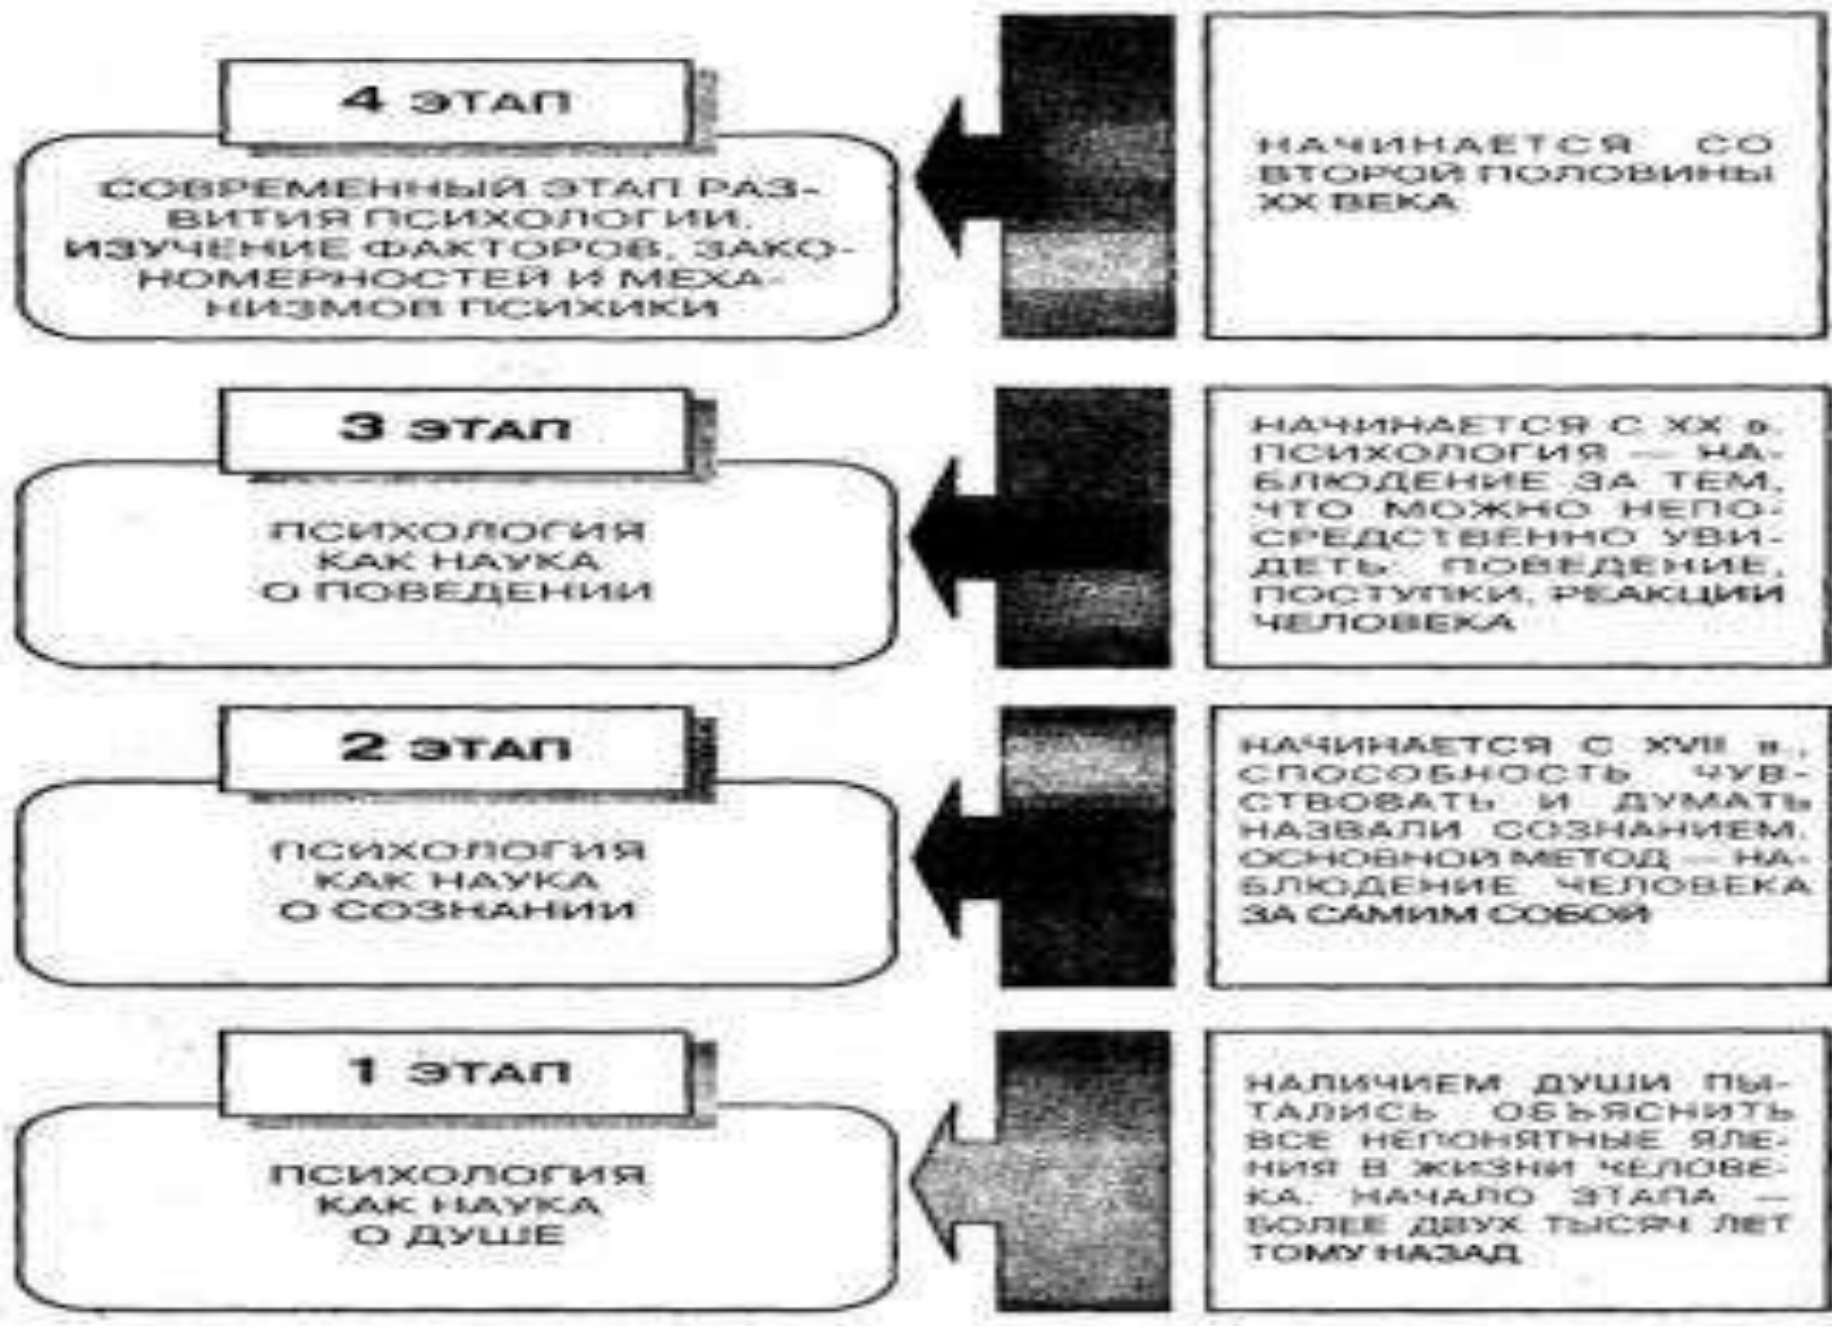 4 ЭТАП
СОВРЕМЕННЫЙ ЭТАП РАЗ-
ВИТИЯ ПСИХОЛОГИИ.
ИЗУЧЕНИЕ ФАКТОРОВ, ЗАКО-
НОМЕРНОСТЕЙ И МЕХА-
НИЗМОВ ПСИХИКИ
НАЧИНАЕТСЯ СО
ВТОРОЙ ПОЛОВИНЫ
XX ВЕКА
3 ЭТАП
ПСИХОЛОГИЯ
КАК НАУКА
О ПОВЕДЕНИИ
НАЧИНАЕТСЯ С XX в.
ПСИХОЛОГИЯ — НА-
БЛЮДЕНИЕ ЗА ТЕМ,
ЧТО МОЖНО НЕПО-
СРЕДСТВЕННО УВИ-
ДЕТЬ: ПОВЕДЕНИЕ,
ПОСТУПКИ, РЕАКЦИИ
ЧЕЛОВЕКА
2 ЭТАП
ПСИХОЛОГИЯ
КАК НАУКА
О СОЗНАНИИ
НАЧИНАЕТСЯ С XVII в.,
СПОСОБНОСТЬ ЧУВ-
СТВОВАТЬ И ДУМАТЬ
НАЗВАЛИ СОЗНАНИЕМ.
ОСНОВНОЙ МЕТОД — НА-
БЛЮДЕНИЕ ЧЕЛОВЕКА
ЗА САМИМ СОБОЙ
1 ЭТАП
ПСИХОЛОГИЯ
КАК НАУКА
О ДУШЕ
НАЛИЧИЕМ ДУШИ ПЫ-
ТАЛИСЬ ОБЪЯСНИТЬ
ВСЕ НЕПОНЯТНЫЕ ЯЛЕ-
НИЯ В ЖИЗНИ ЧЕЛОВЕ-
КА. НАЧАЛО ЭТАПА —
БОЛЕЕ ДВУХ ТЫСЯЧ ЛЕТ
ТОМУ НАЗАД